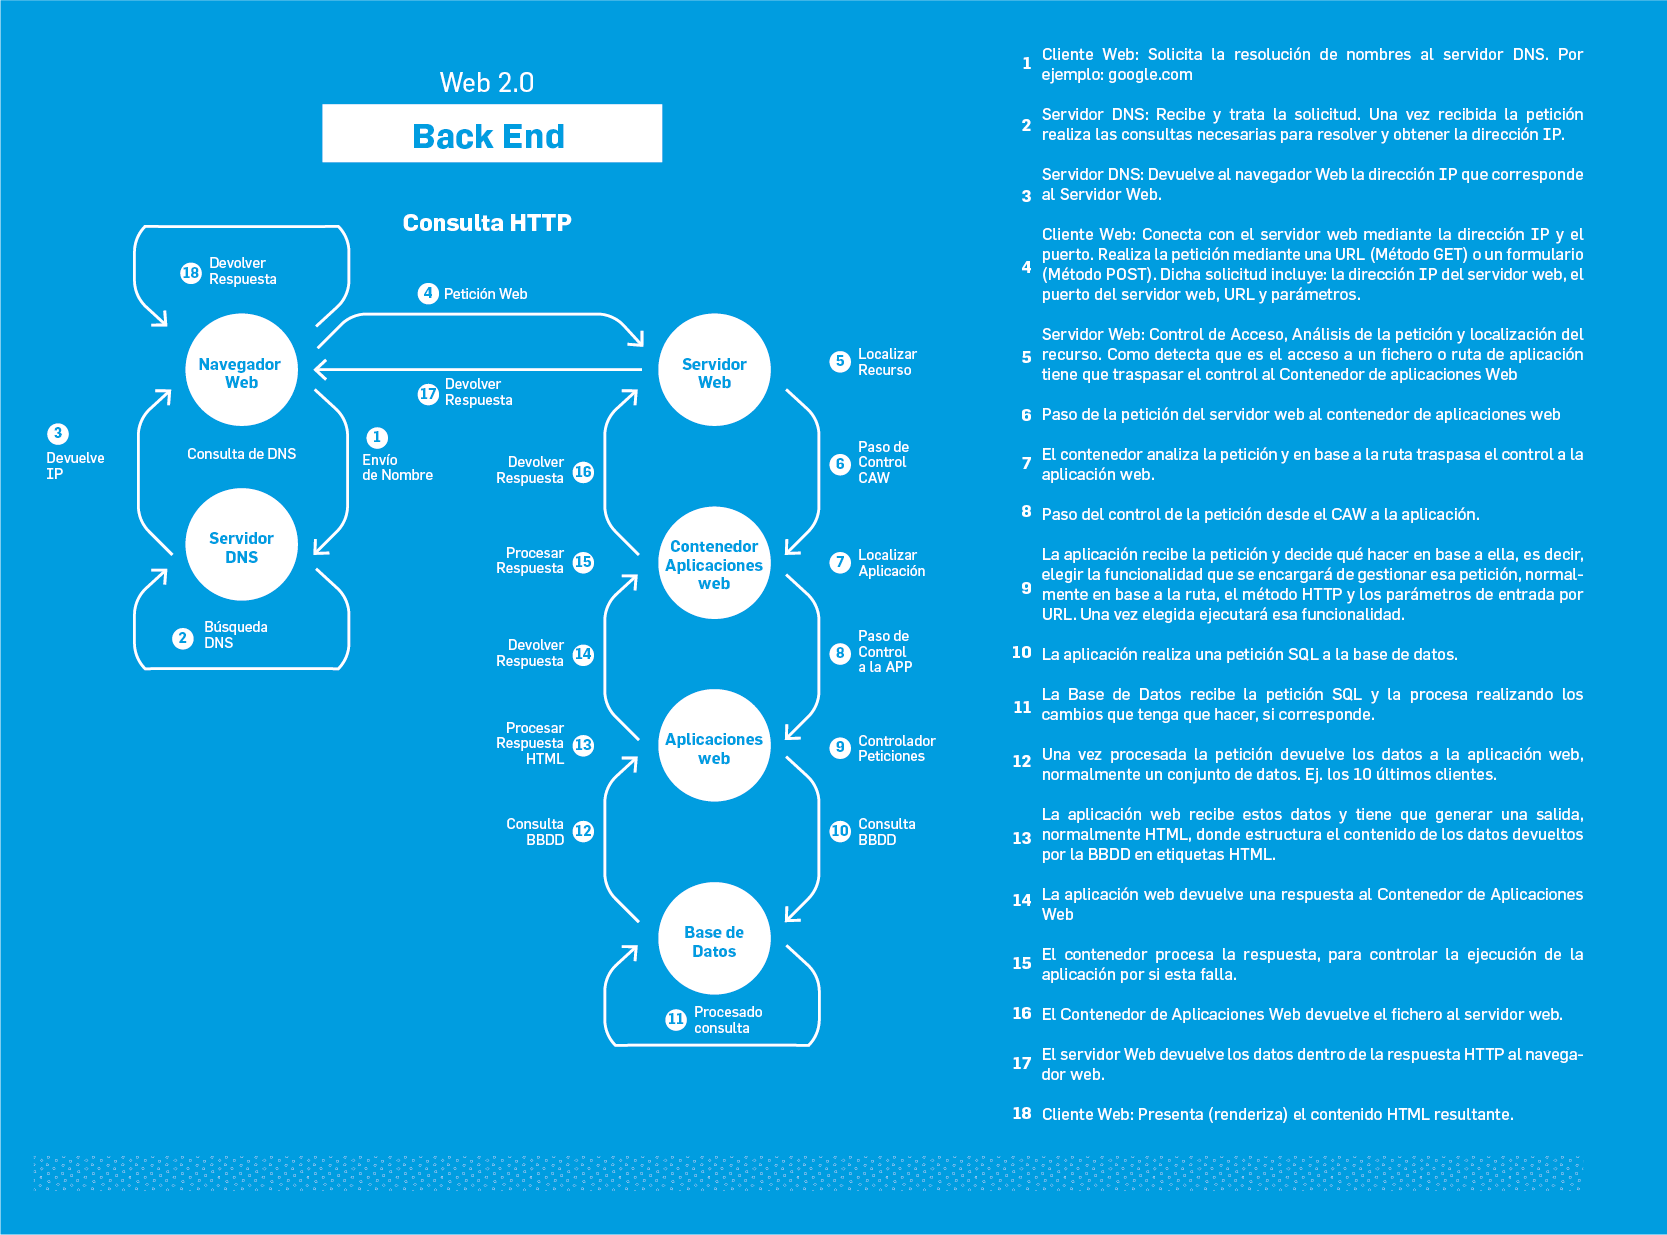 Web 2.0
Back End
Consulta HTTP
18 Devolver
Respuesta
4 Petición Web
Navegador
Web
Servidor
Web
5 Localizar
Recurso
17 Devolver
Respuesta
3
Devuelve
IP
Consulta de DNS
1
Envío
de Nombre
Devolver
Respuesta 16
6 Paso de
Control
CAW
Servidor
DNS
Procesar
Respuesta 15
Contenedor
Aplicaciones
web
7 Localizar
Aplicación
2 Búsqueda
DNS
Devolver
Respuesta 14
8 Paso de
Control
a la APP
Procesar
Respuesta
HTML 13
Aplicaciones
web
9 Controlador
Peticiones
Consulta
BBDD 12
10 Consulta
BBDD
Base de
Datos
11 Procesado
consulta
1 Cliente Web: Solicita la resolución de nombres al servidor DNS. Por
ejemplo: google.com
2 Servidor DNS: Recibe y trata la solicitud. Una vez recibida la petición
realiza las consultas necesarias para resolver y obtener la dirección IP.
3 Servidor DNS: Devuelve al navegador Web la dirección IP que corresponde
al Servidor Web.
4 Cliente Web: Conecta con el servidor web mediante la dirección IP y el
puerto. Realiza la petición mediante una URL (Método GET) o un formulario
(Método POST). Dicha solicitud incluye: la dirección IP del servidor web, el
puerto del servidor web, URL y parámetros.
5 Servidor Web: Control de Acceso, Análisis de la petición y localización del
recurso. Como detecta que es el acceso a un fichero o ruta de aplicación
tiene que traspasar el control al Contenedor de aplicaciones Web
6 Paso de la petición del servidor web al contenedor de aplicaciones web
7 El contenedor analiza la petición y en base a la ruta traspasa el control a la
aplicación web.
8 Paso del control de la petición desde el CAW a la aplicación.
9 La aplicación recibe la petición y decide qué hacer en base a ella, es decir,
elegir la funcionalidad que se encargará de gestionar esa petición, normal-
mente en base a la ruta, el método HTTP y los parámetros de entrada por
URL. Una vez elegida ejecutará esa funcionalidad.
10 La aplicación realiza una petición SQL a la base de datos.
11 La Base de Datos recibe la petición SQL y la procesa realizando los
cambios que tenga que hacer, si corresponde.
12 Una vez procesada la petición devuelve los datos a la aplicación web,
normalmente un conjunto de datos. Ej. los 10 últimos clientes.
13 La aplicación web recibe estos datos y tiene que generar una salida,
normalmente HTML, donde estructura el contenido de los datos devueltos
por la BBDD en etiquetas HTML.
14 La aplicación web devuelve una respuesta al Contenedor de Aplicaciones
Web
15 El contenedor procesa la respuesta, para controlar la ejecución de la
aplicación por si esta falla.
16 El Contenedor de Aplicaciones Web devuelve el fichero al servidor web.
17 El servidor Web devuelve los datos dentro de la respuesta HTTP al navega-
dor web.
18 Cliente Web: Presenta (renderiza) el contenido HTML resultante.